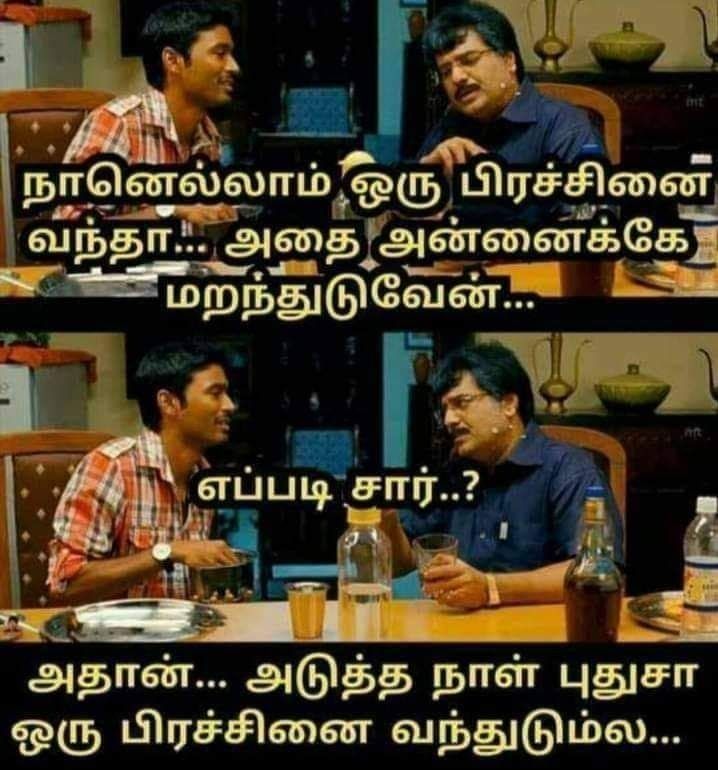 நானெல்லாம் ஒரு பிரச்சினை
வந்தா... அதை அன்னைக்கே
மறந்துடுவேன்...
எப்படி சார்..?
அதான்... அடுத்த நாள் புதுசா
ஒரு பிரச்சினை வந்துடும்ல...